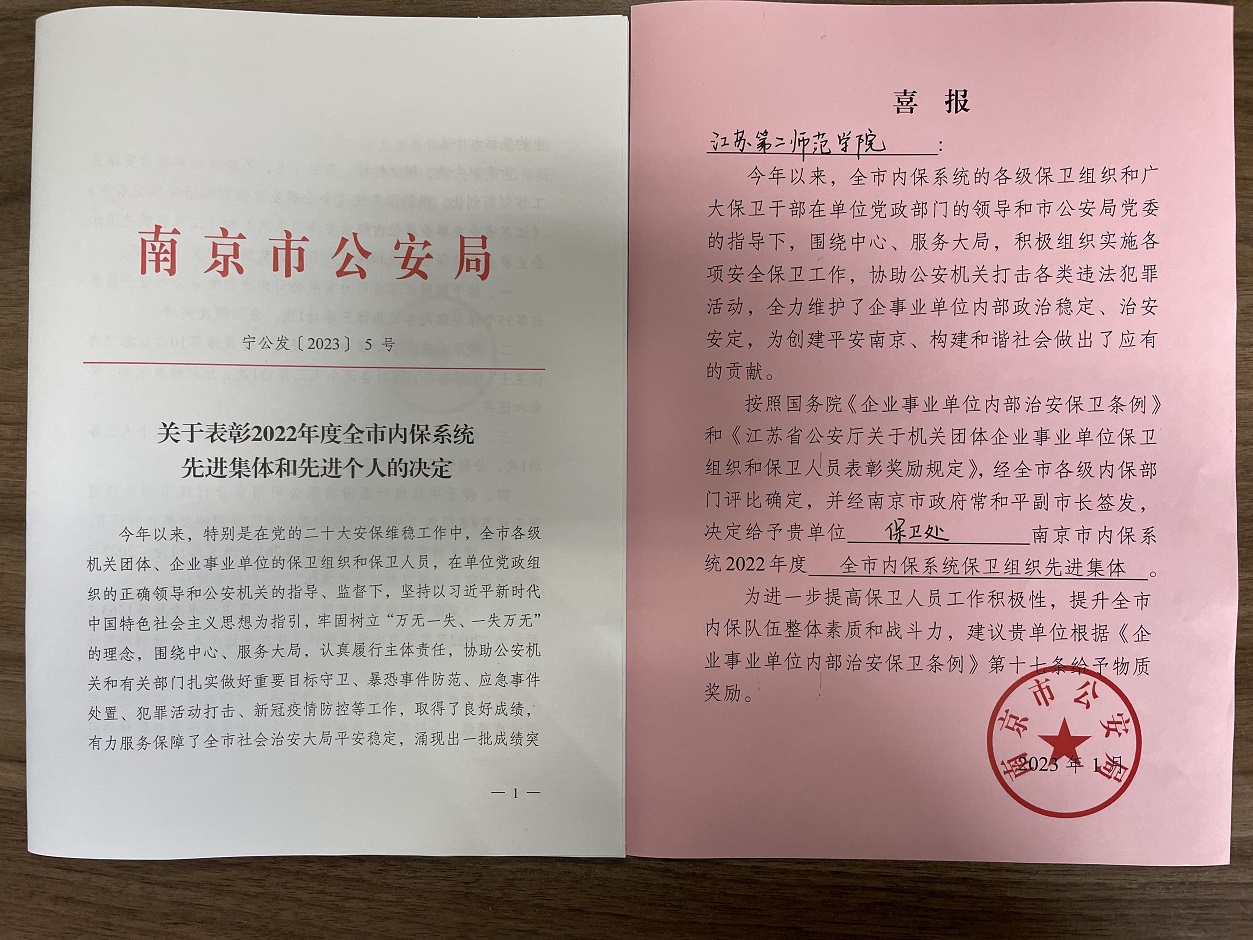 南京市公安局
宁公发〔2023〕5 号
关于表彰2022年度全市内保系统
先进集体和先进个人的决定
今年以来，特别是在党的二十大安保维稳工作中，全市各级
机关团体、企业事业单位的保卫组织和保卫人员，在单位党政组
织的正确领导和公安机关的指导、监督下，坚持以习近平新时代
中国特色社会主义思想为指引，牢固树立“万无一失、一失万无”
的理念，围绕中心、服务大局，认真履行主体责任，协助公安机
关和有关部门扎实做好重要目标守卫、暴恐事件防范、应急事件
处置、犯罪活动打击、新冠疫情防控等工作，取得了良好成绩，
有力服务保障了全市社会治安大局平安稳定，涌现出一批成绩突
— 1 —
喜 报
江苏第二师范学院：
今年以来，全市内保系统的各级保卫组织和广
大保卫干部在单位党政部门的领导和市公安局党委
的指导下，围绕中心、服务大局，积极组织实施各
项安全保卫工作，协助公安机关打击各类违法犯罪
活动，全力维护了企事业单位内部政治稳定、治安
安定，为创建平安南京、构建和谐社会做出了应有
的贡献。
按照国务院《企业事业单位内部治安保卫条例》
和《江苏省公安厅关于机关团体企业事业单位保卫
组织和保卫人员表彰奖励规定》，经全市各级内保部
门评比确定，并经南京市政府常和平副市长签发，
决定给予贵单位 保卫处 南京市内保系
统2022年度 全市内保系统保卫组织先进集体 。
为进一步提高保卫人员工作积极性，提升全市
内保队伍整体素质和战斗力，建议贵单位根据《企
业事业单位内部治安保卫条例》第十七条给予物质
奖励。
南京市公安局
2023 年 1 月